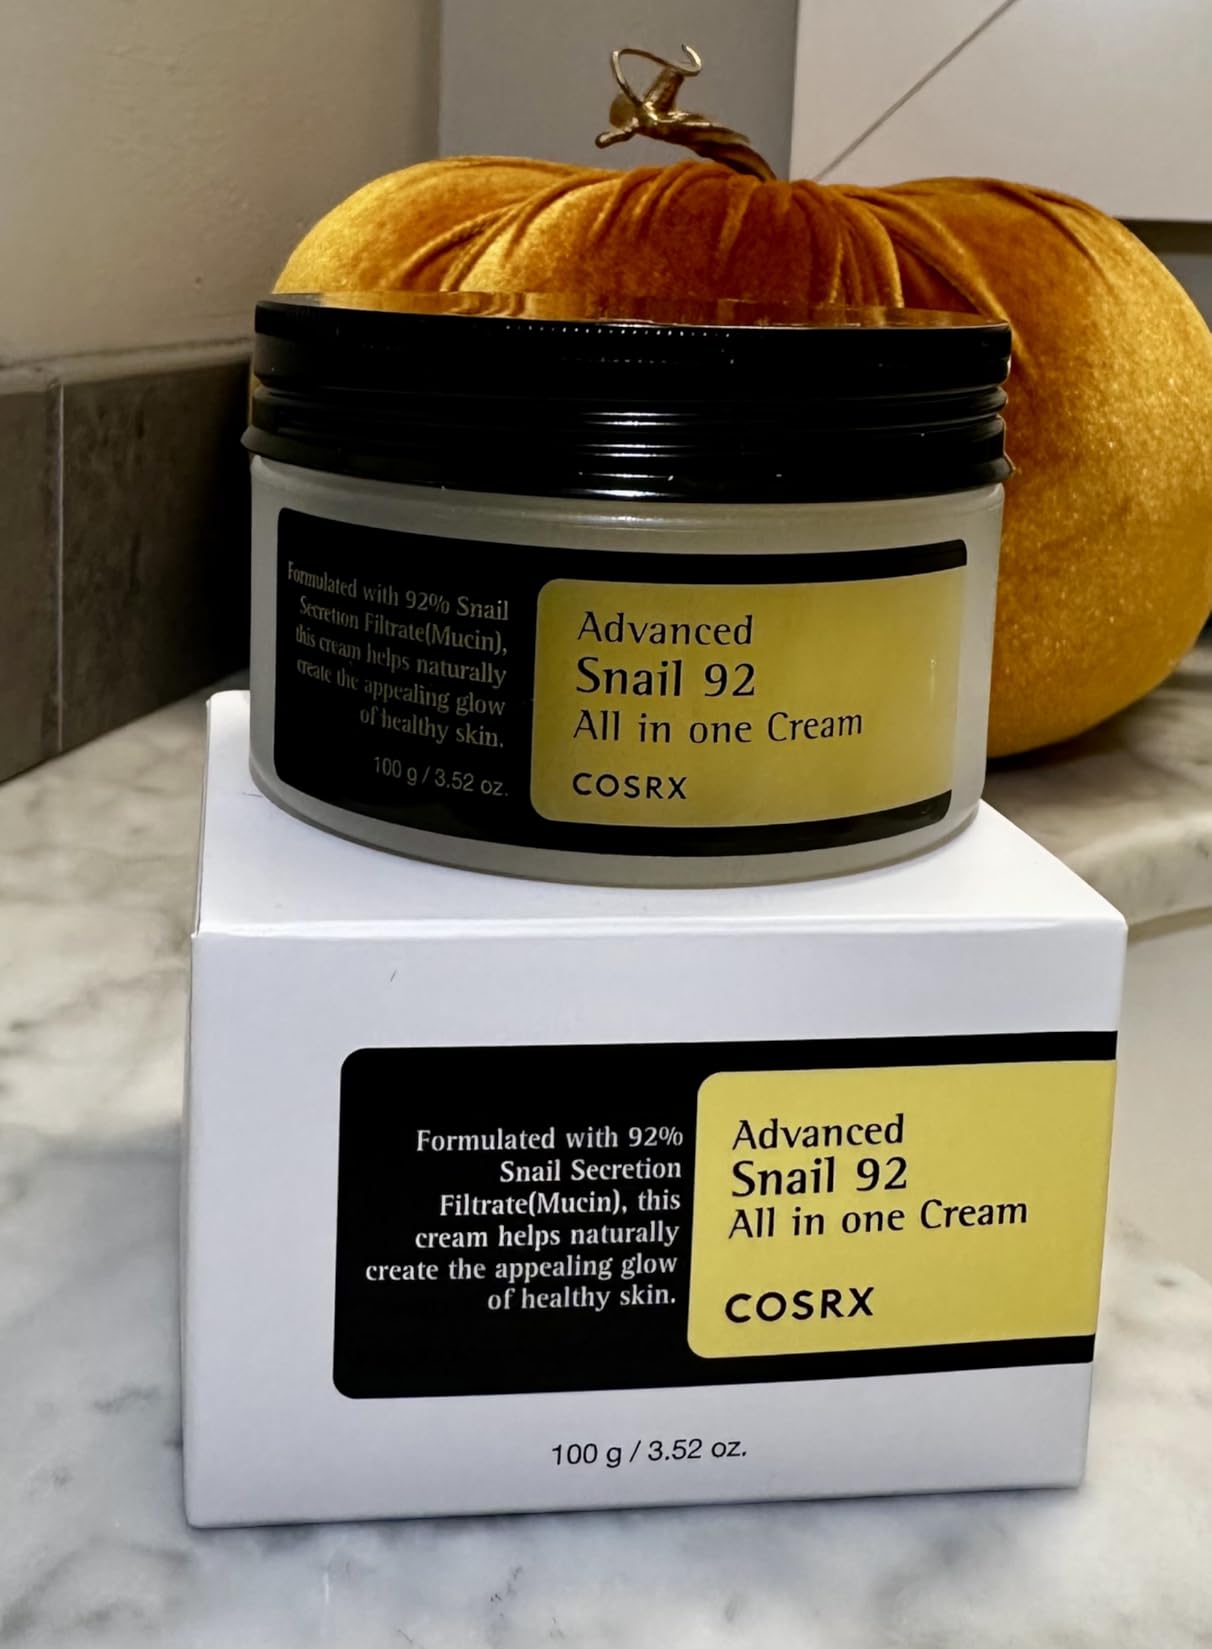 Formulated with 92% Snail
Secretion Filtrate(Mucin),
this cream helps naturally
create the appealing glow
of healthy skin.
100 g / 3.52 oz.
Advanced
Snail 92
All in one Cream
COSRX
Formulated with 92%
Snail Secretion
Filtrate(Mucin), this
cream helps naturally
create the appealing glow
of healthy skin.
Advanced
Snail 92
All in one Cream
COSRX
100 g / 3.52 oz.